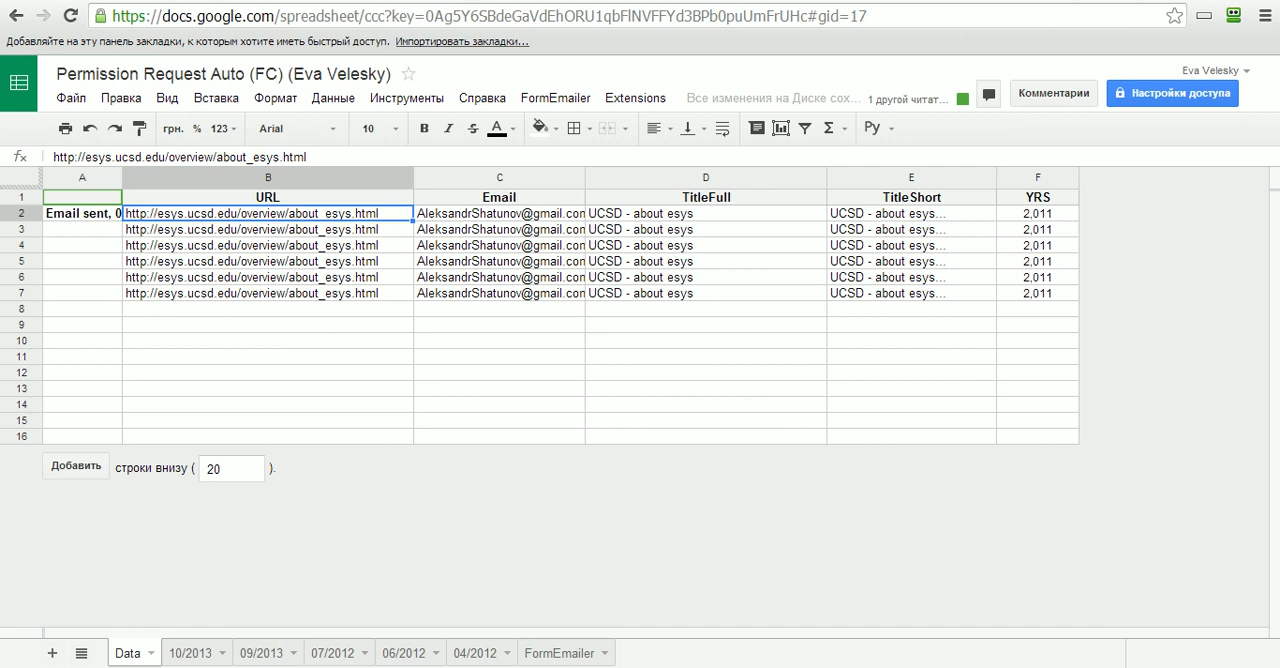 https://docs.google.com/spreadsheet/ccc?key=0Ag5Y6SBdeGaVdEhORU1qbFlNVFFYd3BPb0puUmFrUHc#gid=17
Добавляйте на эту панель закладки, к которым хотите иметь быстрый доступ. Импортировать закладки...
Permission Request Auto (FC) (Eva Velesky)
Eva Velesky
Файл Правка Вид Вставка Формат Данные Инструменты Справка FormEmailer Extensions Все изменения на Диске сох... 1 другой читат... Комментарии Настройки доступа
грн. % 123 Arial 10 B I S A Σ Ру
fx http://esys.ucsd.edu/overview/about_esys.html
A B C D E F
1 URL Email TitleFull TitleShort YRS
2 Email sent, 0 http://esys.ucsd.edu/overview/about_esys.html AleksandrShatunov@gmail.com UCSD - about esys UCSD - about esys... 2,011
3 http://esys.ucsd.edu/overview/about_esys.html AleksandrShatunov@gmail.com UCSD - about esys UCSD - about esys... 2,011
4 http://esys.ucsd.edu/overview/about_esys.html AleksandrShatunov@gmail.com UCSD - about esys UCSD - about esys... 2,011
5 http://esys.ucsd.edu/overview/about_esys.html AleksandrShatunov@gmail.com UCSD - about esys UCSD - about esys... 2,011
6 http://esys.ucsd.edu/overview/about_esys.html AleksandrShatunov@gmail.com UCSD - about esys UCSD - about esys... 2,011
7 http://esys.ucsd.edu/overview/about_esys.html AleksandrShatunov@gmail.com UCSD - about esys UCSD - about esys... 2,011
8
9
10
11
12
13
14
15
16
Добавить строки внизу ( 20 ).
+ Data 10/2013 09/2013 07/2012 06/2012 04/2012 FormEmailer